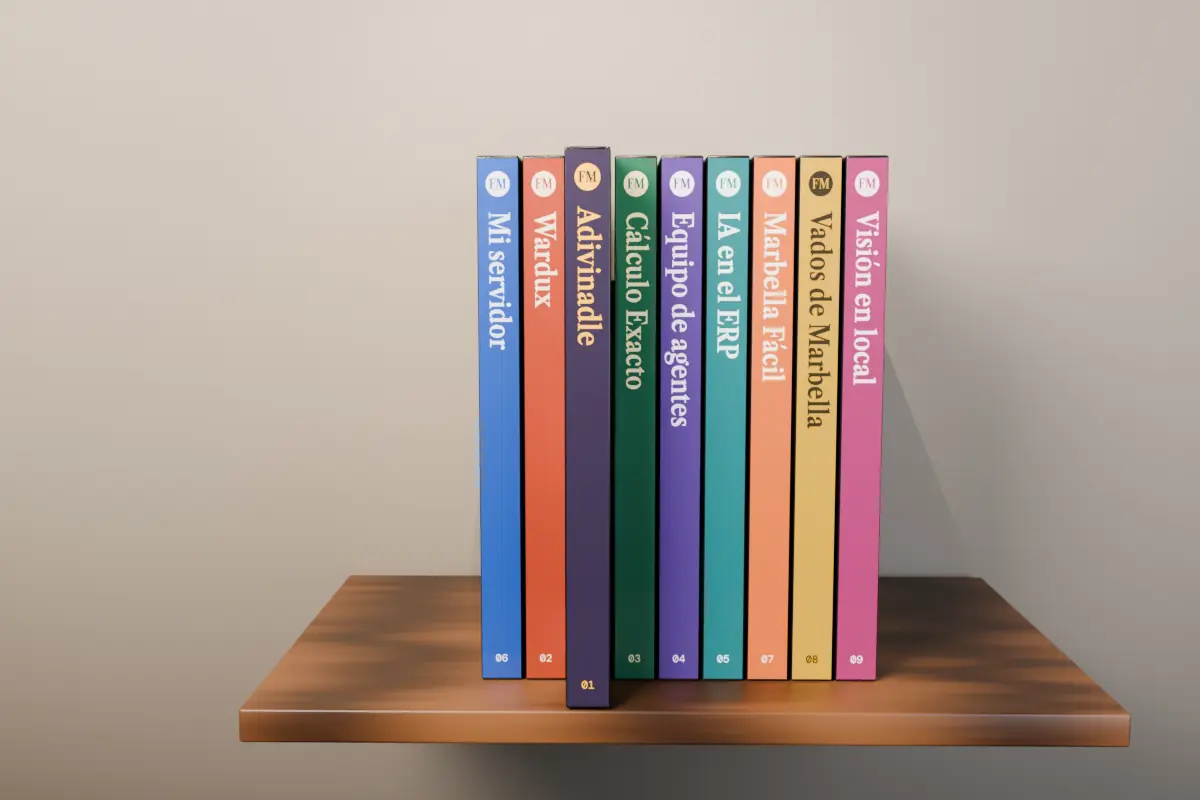 FM
Mi servidor
06
FM
Wardux
02
FM
Adivinadle
01
FM
Cálculo Exacto
03
FM
Equipo de agentes
04
FM
IA en el ERP
05
FM
Marbella Fácil
07
FM
Vados de Marbella
08
FM
Visión en local
09